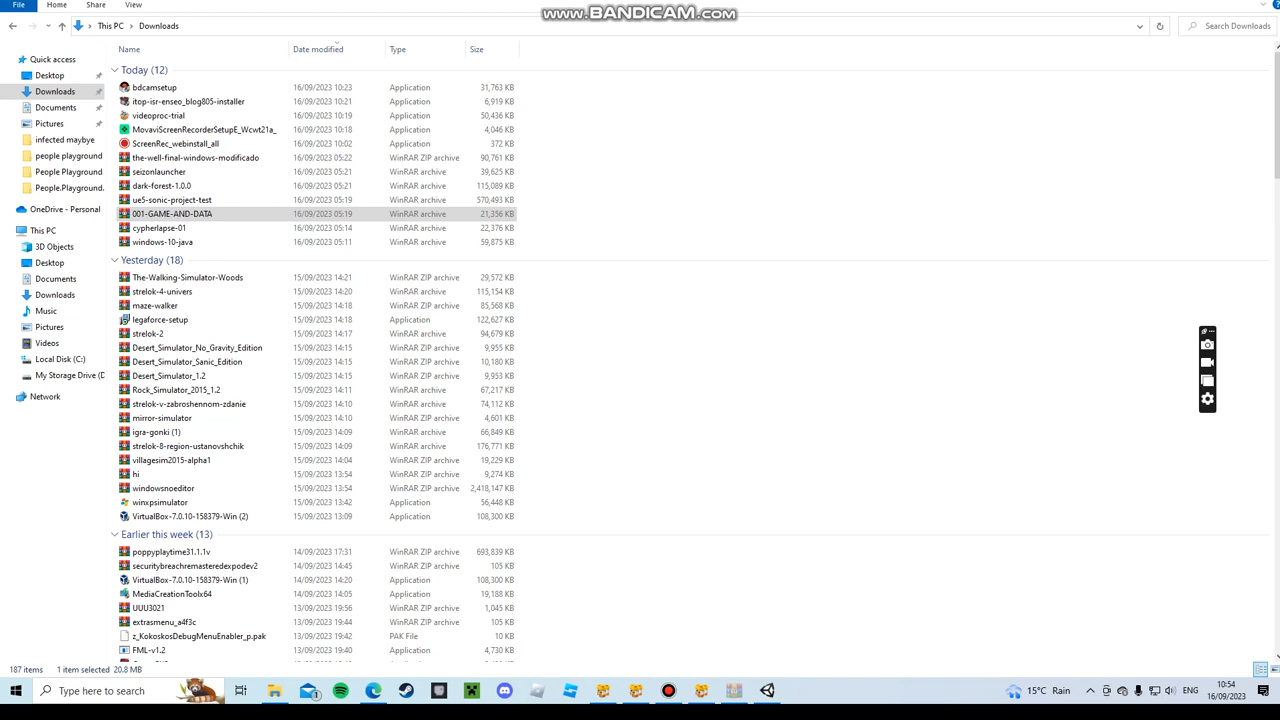 File Home Share View
www.BANDICAM.com
This PC > Downloads
Search Downloads
Name Date modified Type Size
Quick access
Desktop
Downloads
Documents
Pictures
infected maybye
people playground
People Playground
People.Playground.
OneDrive - Personal
This PC
3D Objects
Desktop
Documents
Downloads
Music
Pictures
Videos
Local Disk (C:)
My Storage Drive (D
Network
Today (12)
bdcamsetup 16/09/2023 10:23 Application 31,763 KB
itop-isr-enseo_blog805-installer 16/09/2023 10:21 Application 6,919 KB
videoproc-trial 16/09/2023 10:19 Application 50,436 KB
MovaviScreenRecorderSetupE_Wcwt21a_ 16/09/2023 10:18 Application 4,046 KB
ScreenRec_webinstall_all 16/09/2023 10:02 Application 372 KB
the-well-final-windows-modificado 16/09/2023 05:22 WinRAR ZIP archive 90,761 KB
seizonlauncher 16/09/2023 05:21 WinRAR archive 39,625 KB
dark-forest-1.0.0 16/09/2023 05:21 WinRAR ZIP archive 115,089 KB
ue5-sonic-project-test 16/09/2023 05:19 WinRAR archive 570,493 KB
001-GAME-AND-DATA 16/09/2023 05:19 WinRAR archive 21,356 KB
cypherlapse-01 16/09/2023 05:14 WinRAR ZIP archive 22,376 KB
windows-10-java 16/09/2023 05:11 WinRAR ZIP archive 59,875 KB
Yesterday (18)
The-Walking-Simulator-Woods 15/09/2023 14:21 WinRAR ZIP archive 29,572 KB
strelok-4-univers 15/09/2023 14:20 WinRAR archive 115,154 KB
maze-walker 15/09/2023 14:18 WinRAR ZIP archive 85,568 KB
legaforce-setup 15/09/2023 14:18 Application 122,627 KB
strelok-2 15/09/2023 14:17 WinRAR archive 94,679 KB
Desert_Simulator_No_Gravity_Edition 15/09/2023 14:15 WinRAR ZIP archive 9,955 KB
Desert_Simulator_Sanic_Edition 15/09/2023 14:15 WinRAR ZIP archive 10,180 KB
Desert_Simulator_1.2 15/09/2023 14:15 WinRAR ZIP archive 9,953 KB
Rock_Simulator_2015_1.2 15/09/2023 14:11 WinRAR archive 67,217 KB
strelok-v-zabroshennom-zdanie 15/09/2023 14:10 WinRAR archive 74,112 KB
mirror-simulator 15/09/2023 14:10 WinRAR ZIP archive 4,601 KB
igra-gonki (1) 15/09/2023 14:09 WinRAR archive 66,849 KB
strelok-8-region-ustanovshchik 15/09/2023 14:09 WinRAR archive 176,771 KB
villagesim2015-alpha1 15/09/2023 14:04 WinRAR ZIP archive 19,229 KB
hi 15/09/2023 13:54 WinRAR ZIP archive 9,274 KB
windowsnoeditor 15/09/2023 13:54 WinRAR ZIP archive 2,418,147 KB
winxpsimulator 15/09/2023 13:42 Application 56,448 KB
VirtualBox-7.0.10-158379-Win (2) 15/09/2023 13:09 Application 108,300 KB
Earlier this week (13)
poppyplaytime31.1.1v 14/09/2023 17:31 WinRAR ZIP archive 693,839 KB
securitybreachremasteredexpodev2 14/09/2023 14:45 WinRAR ZIP archive 105 KB
VirtualBox-7.0.10-158379-Win (1) 14/09/2023 14:20 Application 108,300 KB
MediaCreationToolx64 14/09/2023 14:05 Application 19,188 KB
UUU3021 13/09/2023 19:56 WinRAR ZIP archive 1,045 KB
extrasmenu_a4f3c 13/09/2023 19:44 WinRAR ZIP archive 105 KB
z_KokoskosDebugMenuEnabler_p.pak 13/09/2023 19:42 PAK File 10 KB
FML-v1.2 13/09/2023 19:40 Application 4,730 KB
187 items 1 item selected 20.8 MB
Type here to search
15°C Rain
ENG
10:54
16/09/2023